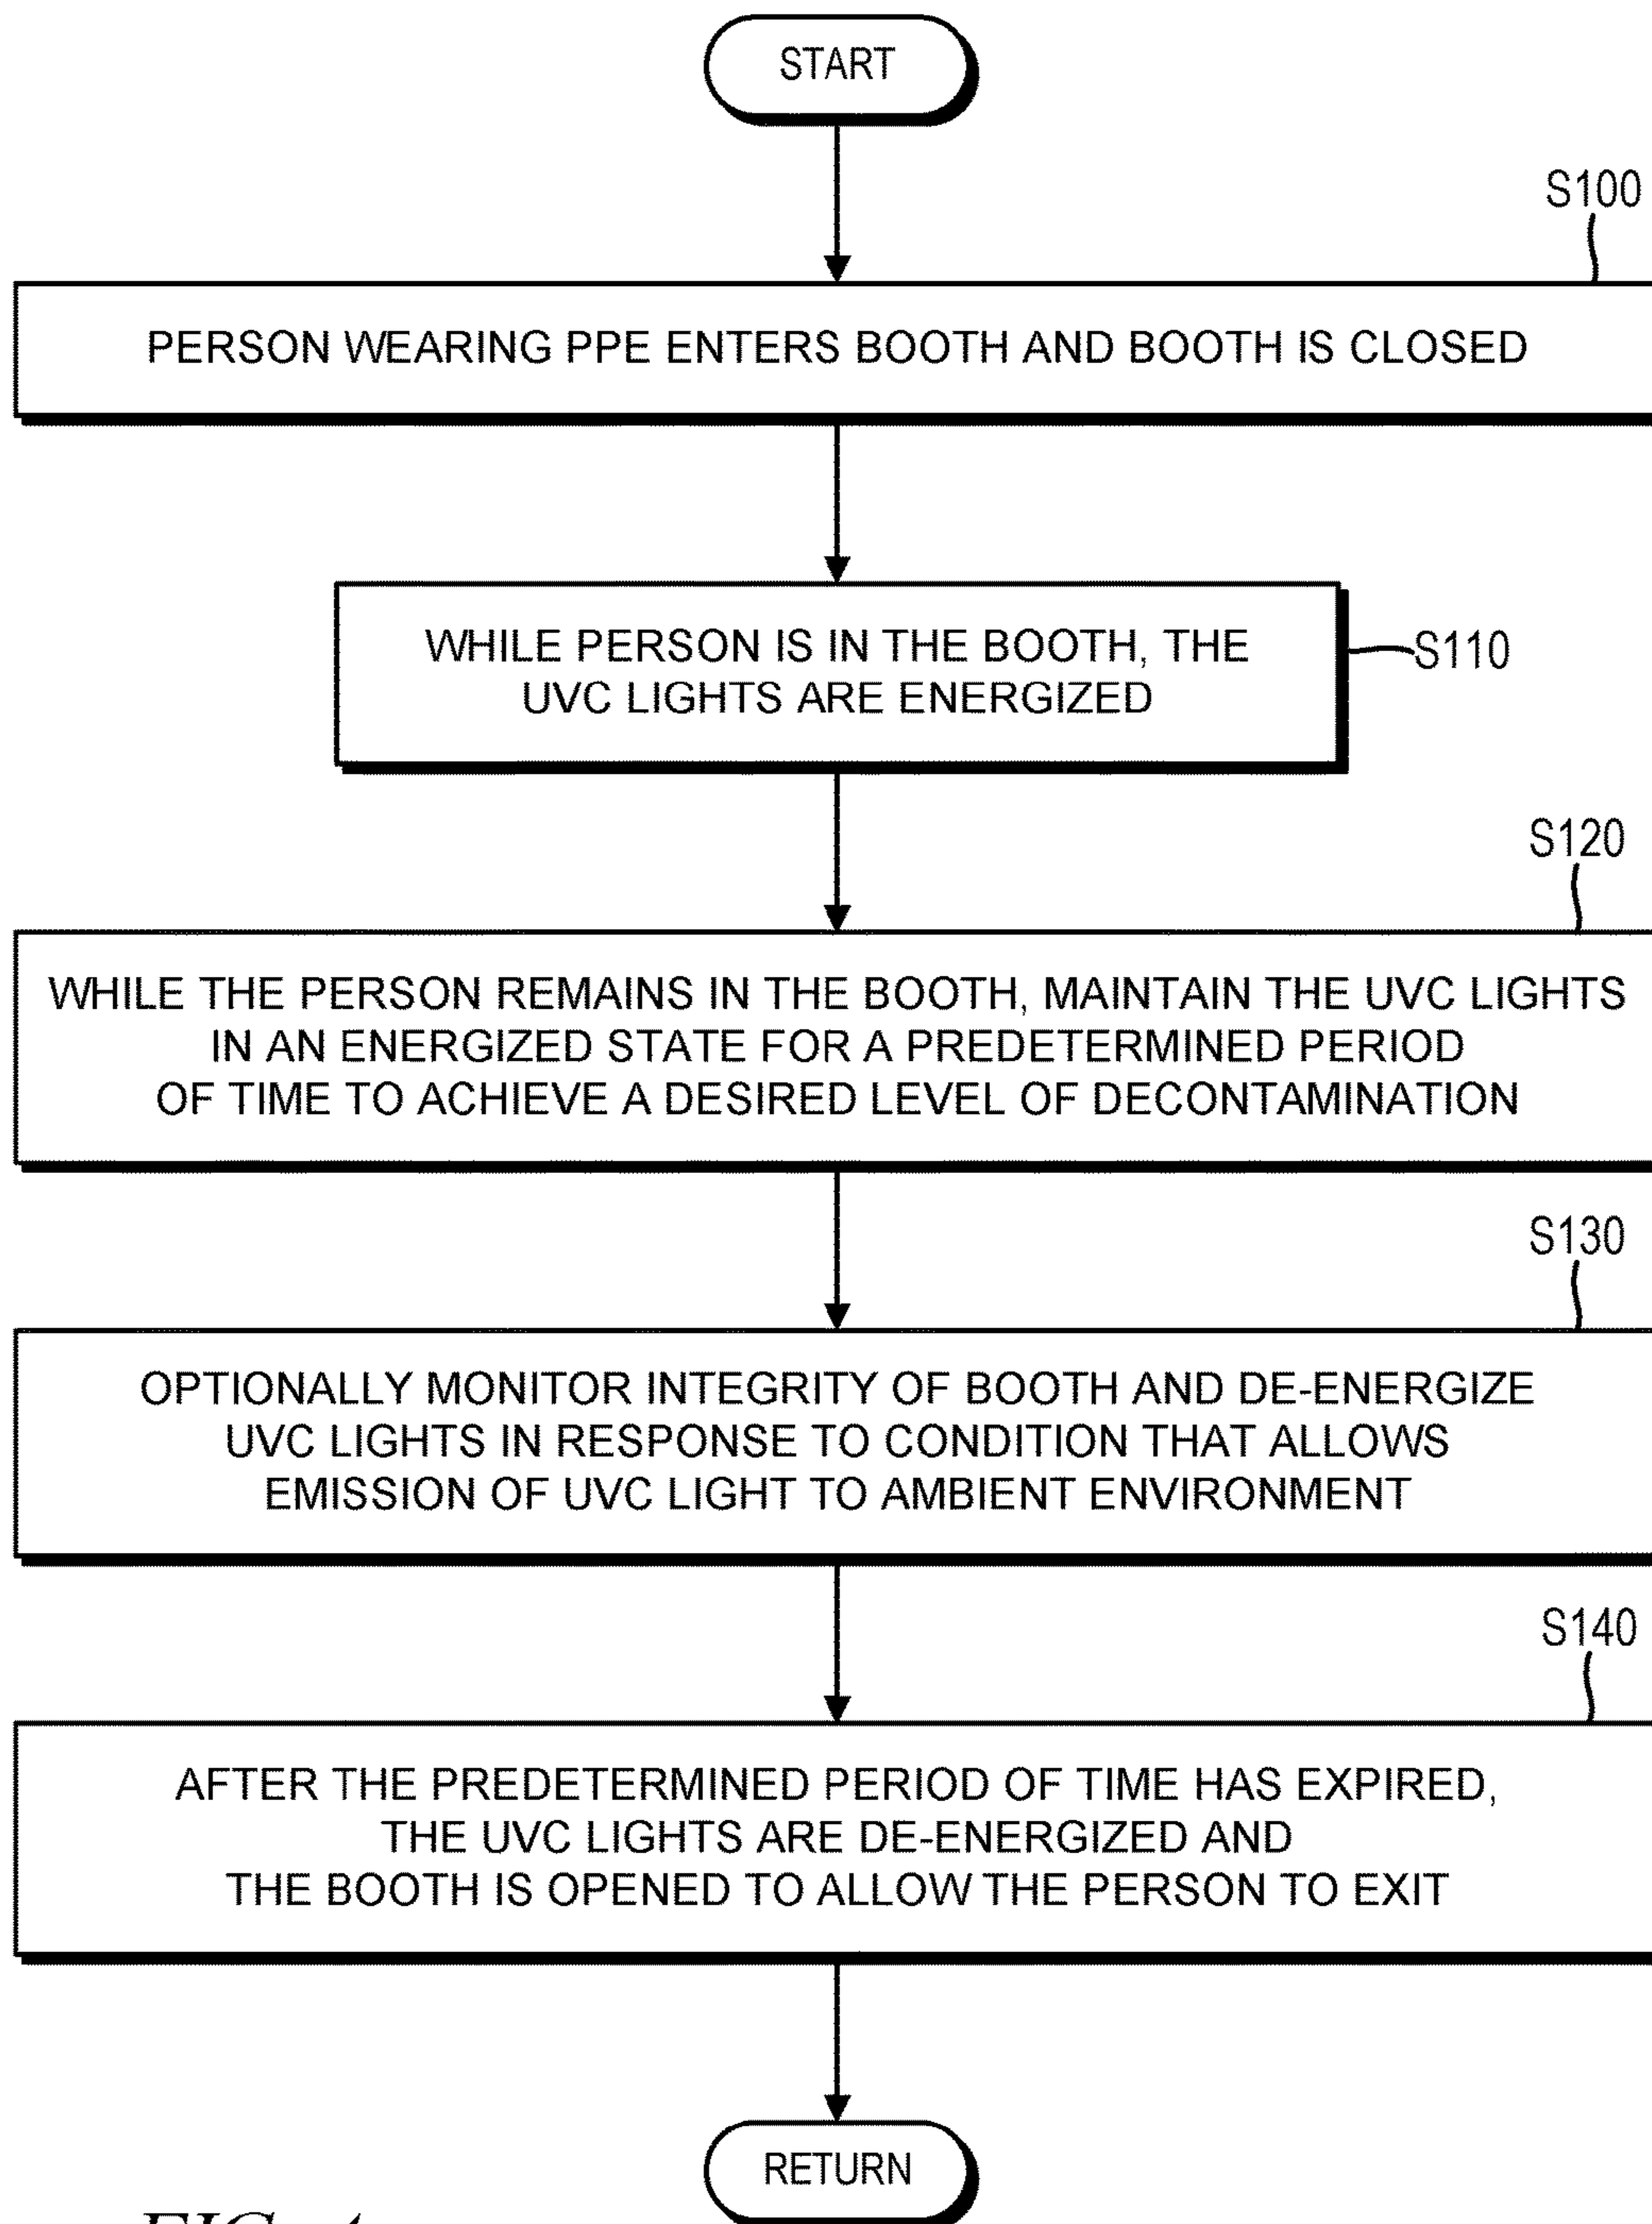 START
S100
PERSON WEARING PPE ENTERS BOOTH AND BOOTH IS CLOSED
WHILE PERSON IS IN THE BOOTH, THE
UVC LIGHTS ARE ENERGIZED
S110
S120
WHILE THE PERSON REMAINS IN THE BOOTH, MAINTAIN THE UVC LIGHTS
IN AN ENERGIZED STATE FOR A PREDETERMINED PERIOD
OF TIME TO ACHIEVE A DESIRED LEVEL OF DECONTAMINATION
S130
OPTIONALLY MONITOR INTEGRITY OF BOOTH AND DE-ENERGIZE
UVC LIGHTS IN RESPONSE TO CONDITION THAT ALLOWS
EMISSION OF UVC LIGHT TO AMBIENT ENVIRONMENT
S140
AFTER THE PREDETERMINED PERIOD OF TIME HAS EXPIRED,
THE UVC LIGHTS ARE DE-ENERGIZED AND
THE BOOTH IS OPENED TO ALLOW THE PERSON TO EXIT
RETURN